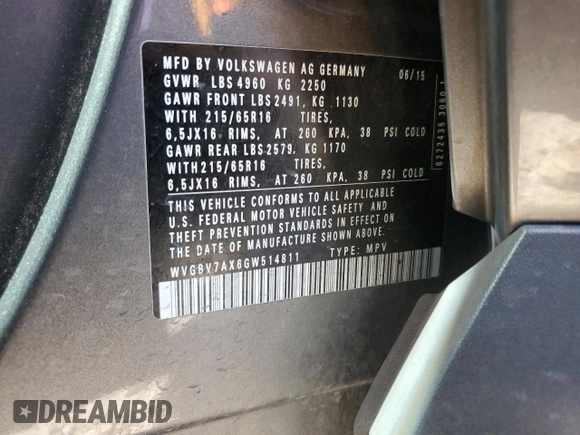 MFD BY VOLKSWAGEN AG GERMANY 06/15
GVWR LBS 4960 KG 2250
GAWR FRONT LBS 2491, KG 1130
WITH 215/65R16 TIRES,
6,5JX16 RIMS, AT 260 KPA, 38 PSI COLD
GAWR REAR LBS 2579, KG 1170
WITH 215/65R16 TIRES,
6,5JX16 RIMS, AT 260 KPA, 38 PSI COLD
THIS VEHICLE CONFORMS TO ALL APPLICABLE
U.S. FEDERAL MOTOR VEHICLE SAFETY AND
THEFT PREVENTION STANDARDS IN EFFECT ON
THE DATE OF MANUFACTURE SHOWN ABOVE.
WVGBV7AX6GW514811 TYPE: MPV
6272435 3060 1
DREAMBID